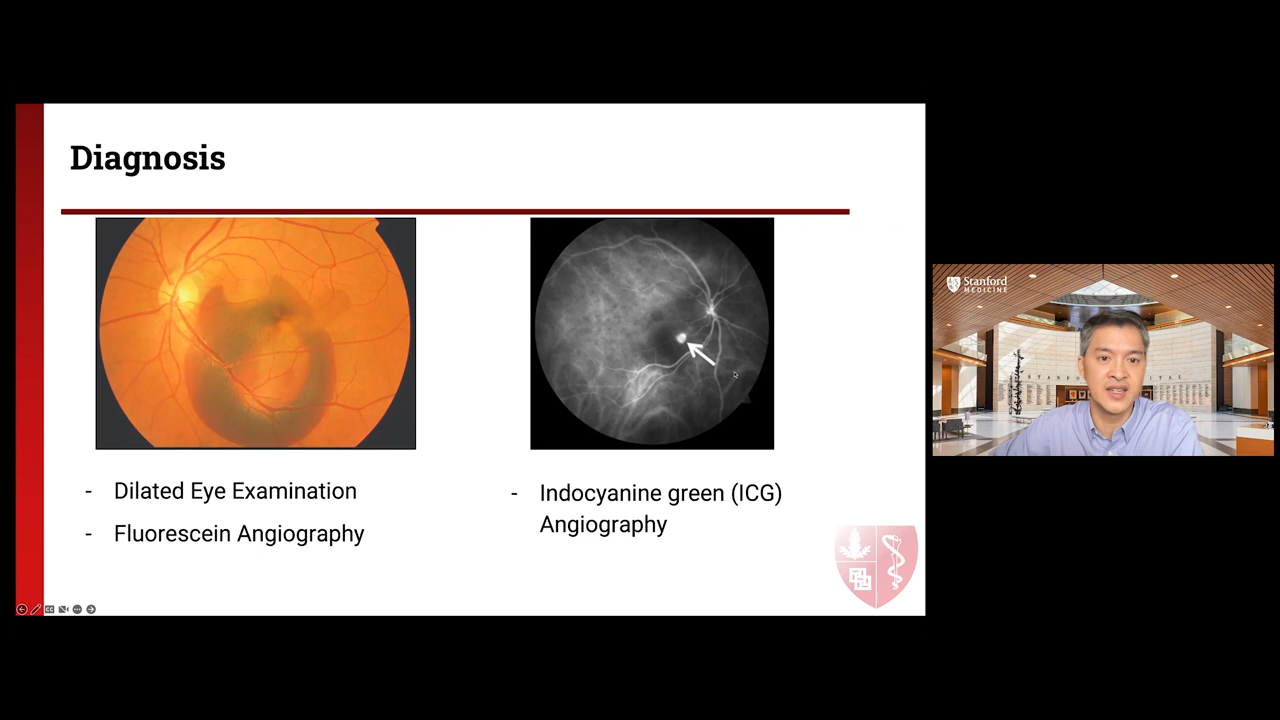 Diagnosis
- Dilated Eye Examination
- Fluorescein Angiography
- Indocyanine green (ICG)
Angiography
Stanford
MEDICINE